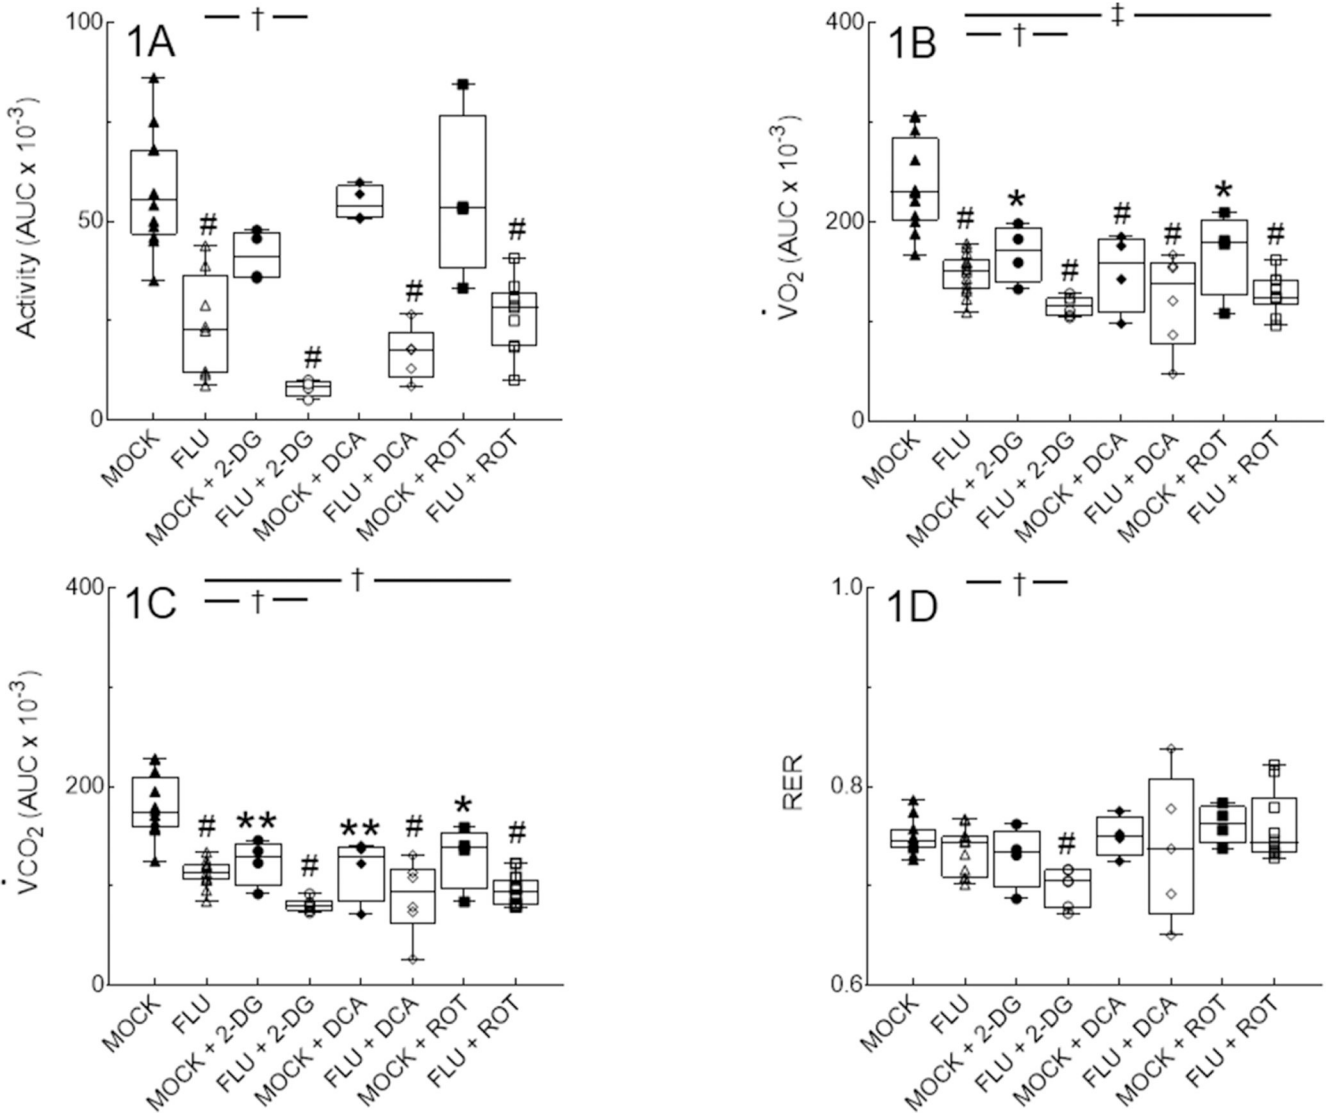 1A
†
Activity (AUC x 10⁻³)
100
50
0
#
#
#
#
MOCK
FLU
MOCK + 2-DG
FLU + 2-DG
MOCK + DCA
FLU + DCA
MOCK + ROT
FLU + ROT
1B
‡
†
V̇O₂ (AUC x 10⁻³)
400
200
0
#
*
#
#
#
*
#
MOCK
FLU
MOCK + 2-DG
FLU + 2-DG
MOCK + DCA
FLU + DCA
MOCK + ROT
FLU + ROT
1C
†
†
V̇CO₂ (AUC x 10⁻³)
400
200
0
#
**
#
**
#
*
#
MOCK
FLU
MOCK + 2-DG
FLU + 2-DG
MOCK + DCA
FLU + DCA
MOCK + ROT
FLU + ROT
1D
†
RER
1.0
0.8
0.6
#
MOCK
FLU
MOCK + 2-DG
FLU + 2-DG
MOCK + DCA
FLU + DCA
MOCK + ROT
FLU + ROT